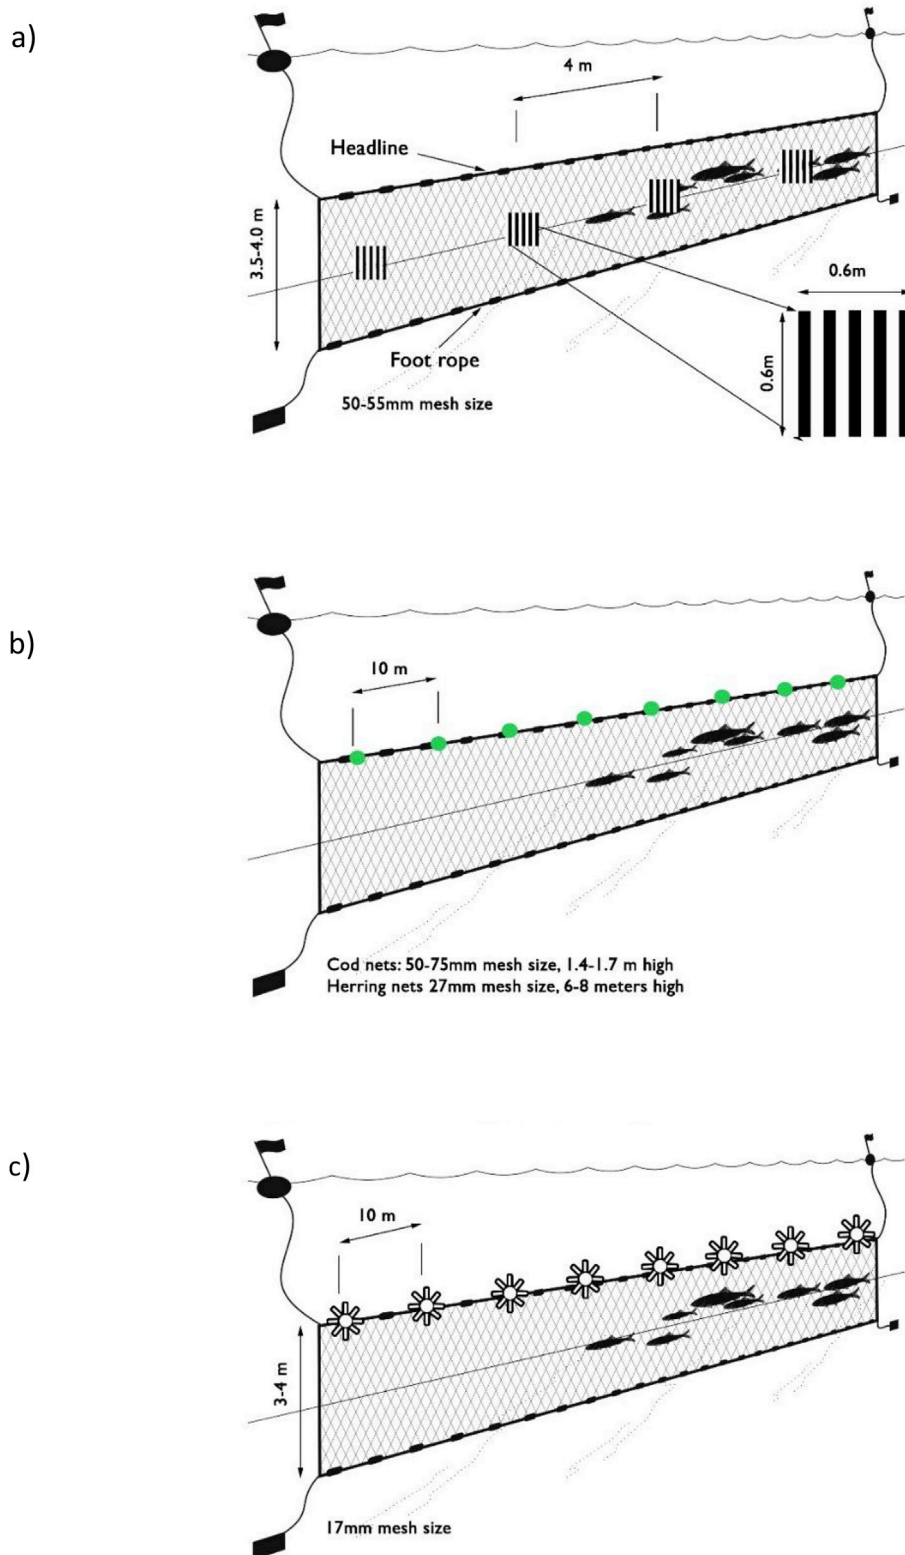 a)
4 m
Headline
3.5-4.0 m
0.6m
0.6m
Foot rope
50-55mm mesh size
b)
10 m
Cod nets: 50-75mm mesh size, 1.4-1.7 m high
Herring nets 27mm mesh size, 6-8 meters high
c)
10 m
3-4 m
17mm mesh size